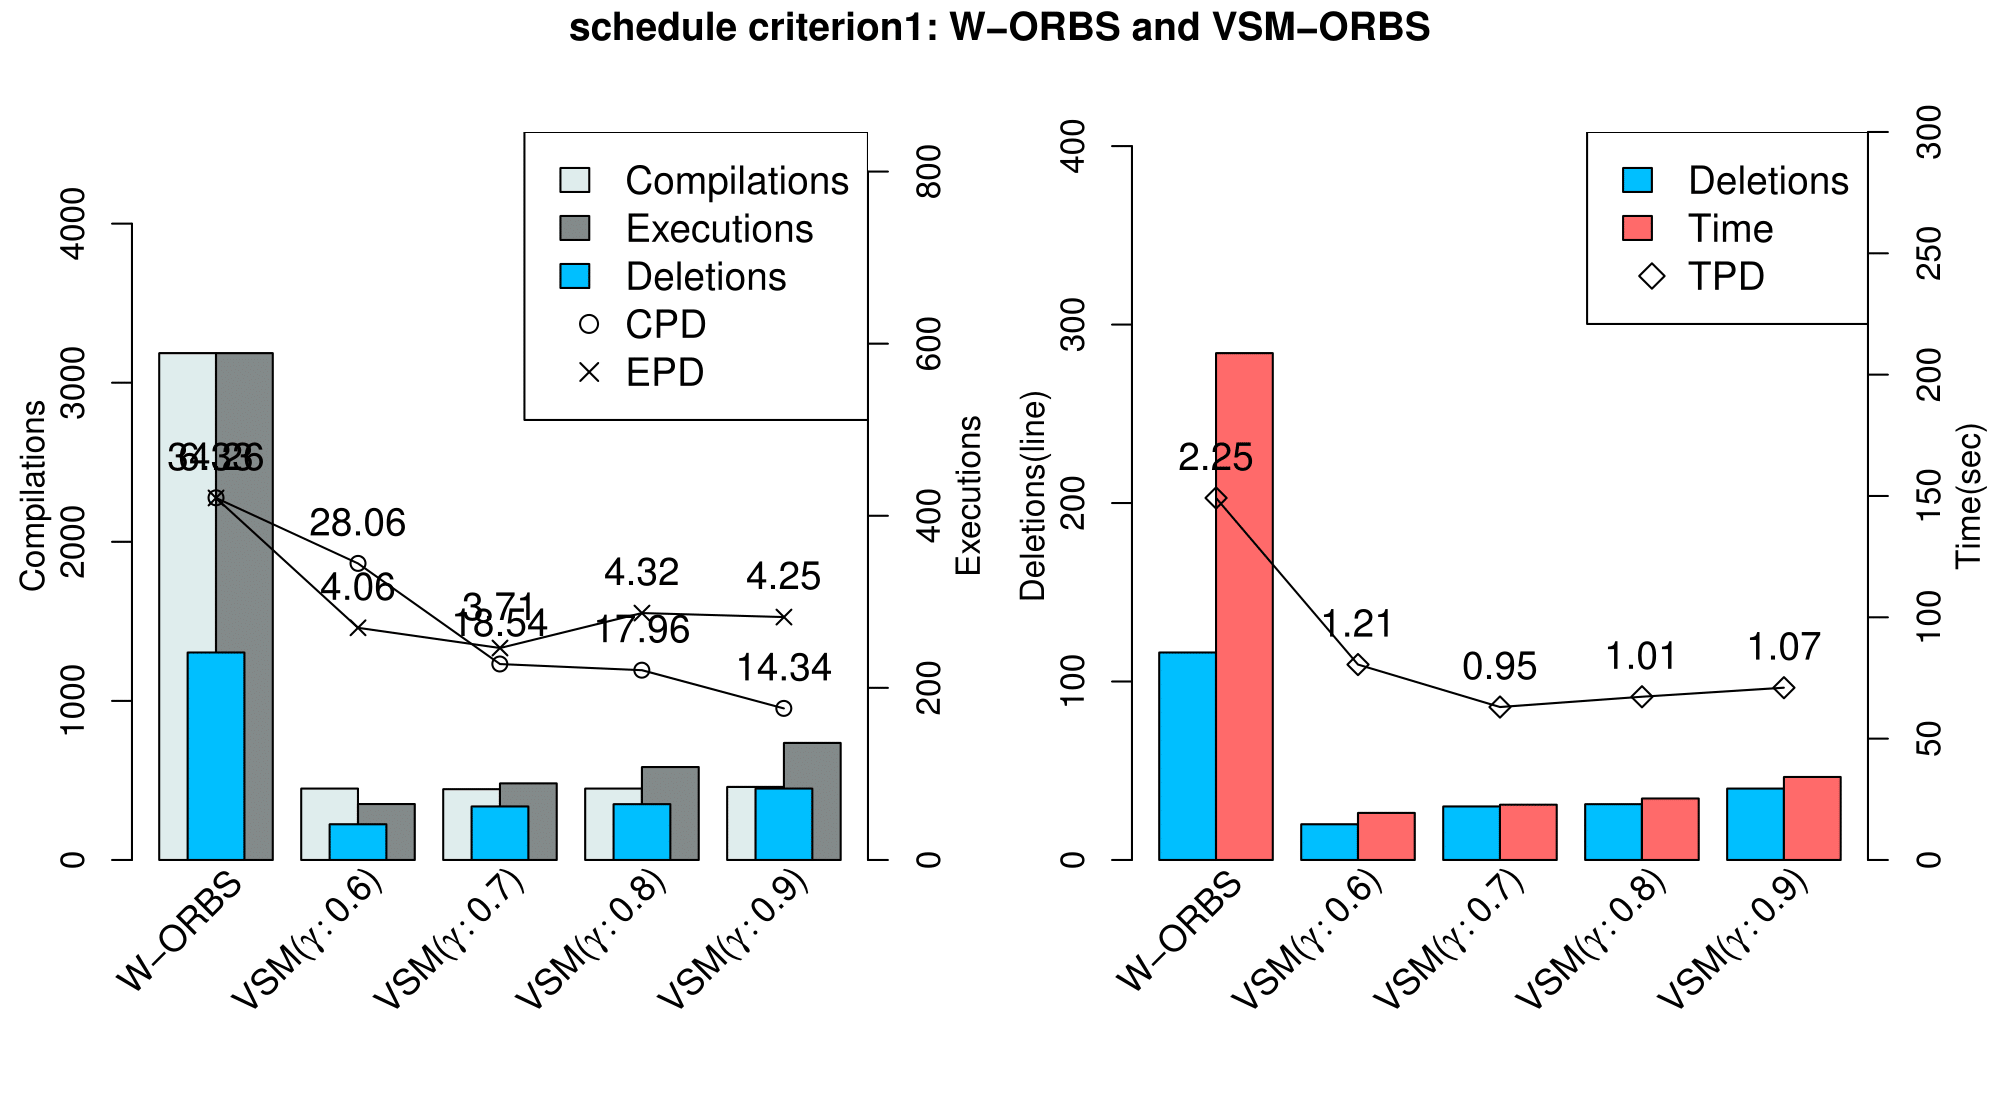 schedule criterion1: W−ORBS and VSM−ORBS
Compilations
0
1000
2000
3000
4000
Compilations
Executions
Deletions
CPD
EPD
28.06
4.06
3.71
18.54
4.32
17.96
4.25
14.34
0
200
400
600
800
Executions
W−ORBS
VSM(γ: : 0.6)
VSM(γ: : 0.7)
VSM(γ: : 0.8)
VSM(γ: : 0.9)
Deletions(line)
0
100
200
300
400
Deletions
Time
TPD
2.25
1.21
0.95
1.01
1.07
0
50
100
150
200
250
300
Time(sec)
W−ORBS
VSM(γ: : 0.6)
VSM(γ: : 0.7)
VSM(γ: : 0.8)
VSM(γ: : 0.9)